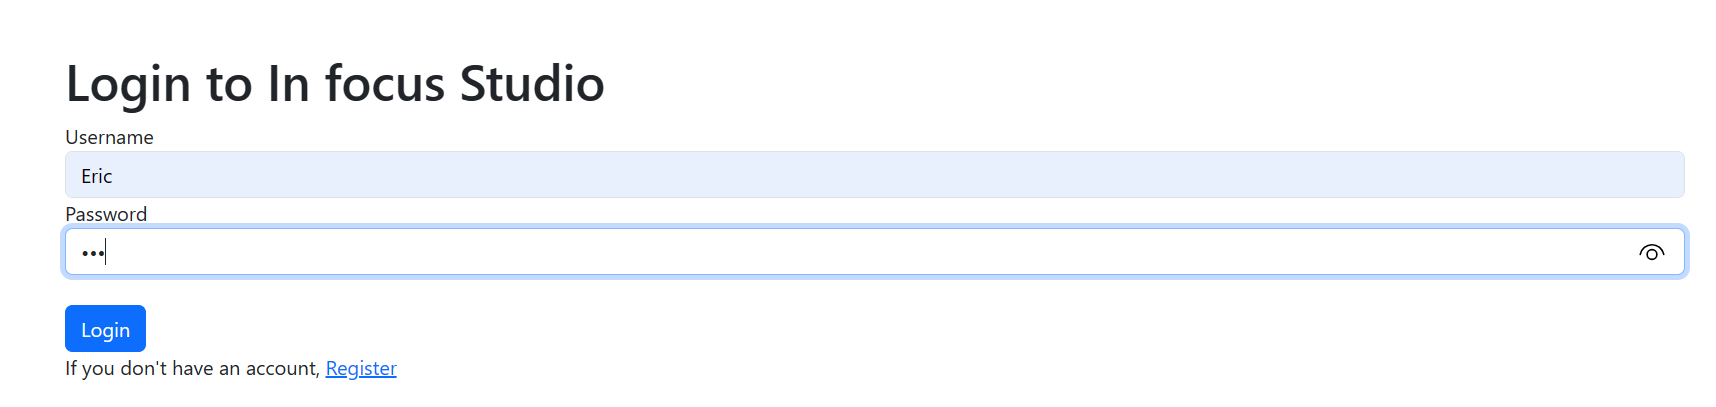 Login to In focus Studio
Username
Eric
Password
•••
Login
If you don't have an account, Register